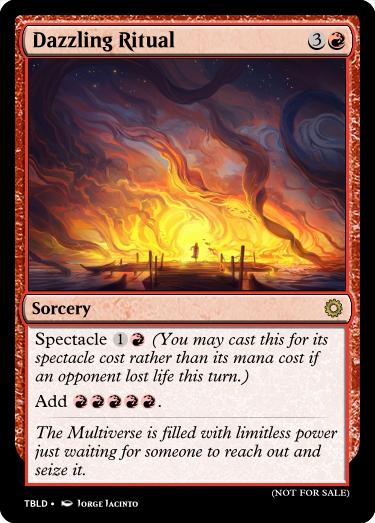 Dazzling Ritual 3
Sorcery
Spectacle 1 (You may cast this for its
spectacle cost rather than its mana cost if
an opponent lost life this turn.)
Add .
The Multiverse is filled with limitless power
just waiting for someone to reach out and
seize it.
(NOT FOR SALE)
TBLD • Jorge Jacinto